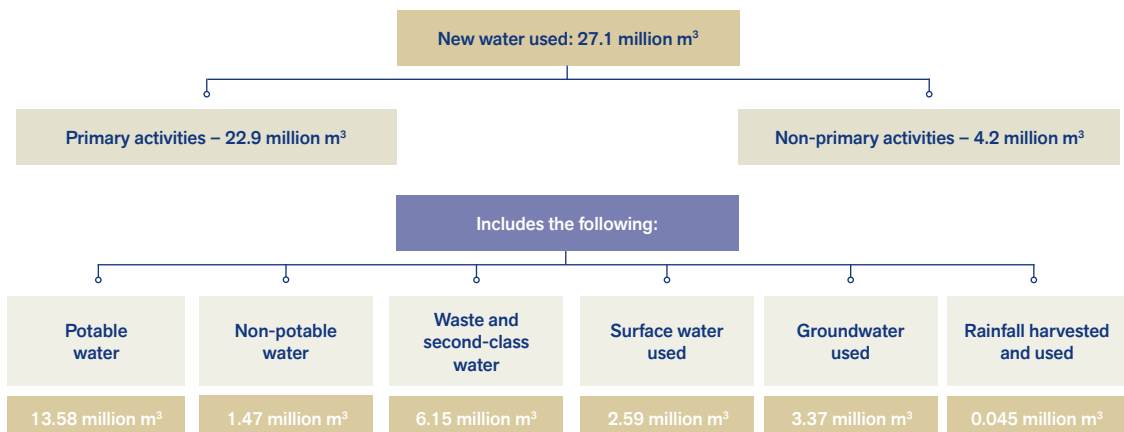 New water used: 27.1 million m³
Primary activities – 22.9 million m³
Non-primary activities – 4.2 million m³
Includes the following:
Potable
water
Non-potable
water
Waste and
second-class
water
Surface water
used
Groundwater
used
Rainfall harvested
and used
13.58 million m³
1.47 million m³
6.15 million m³
2.59 million m³
3.37 million m³
0.045 million m³